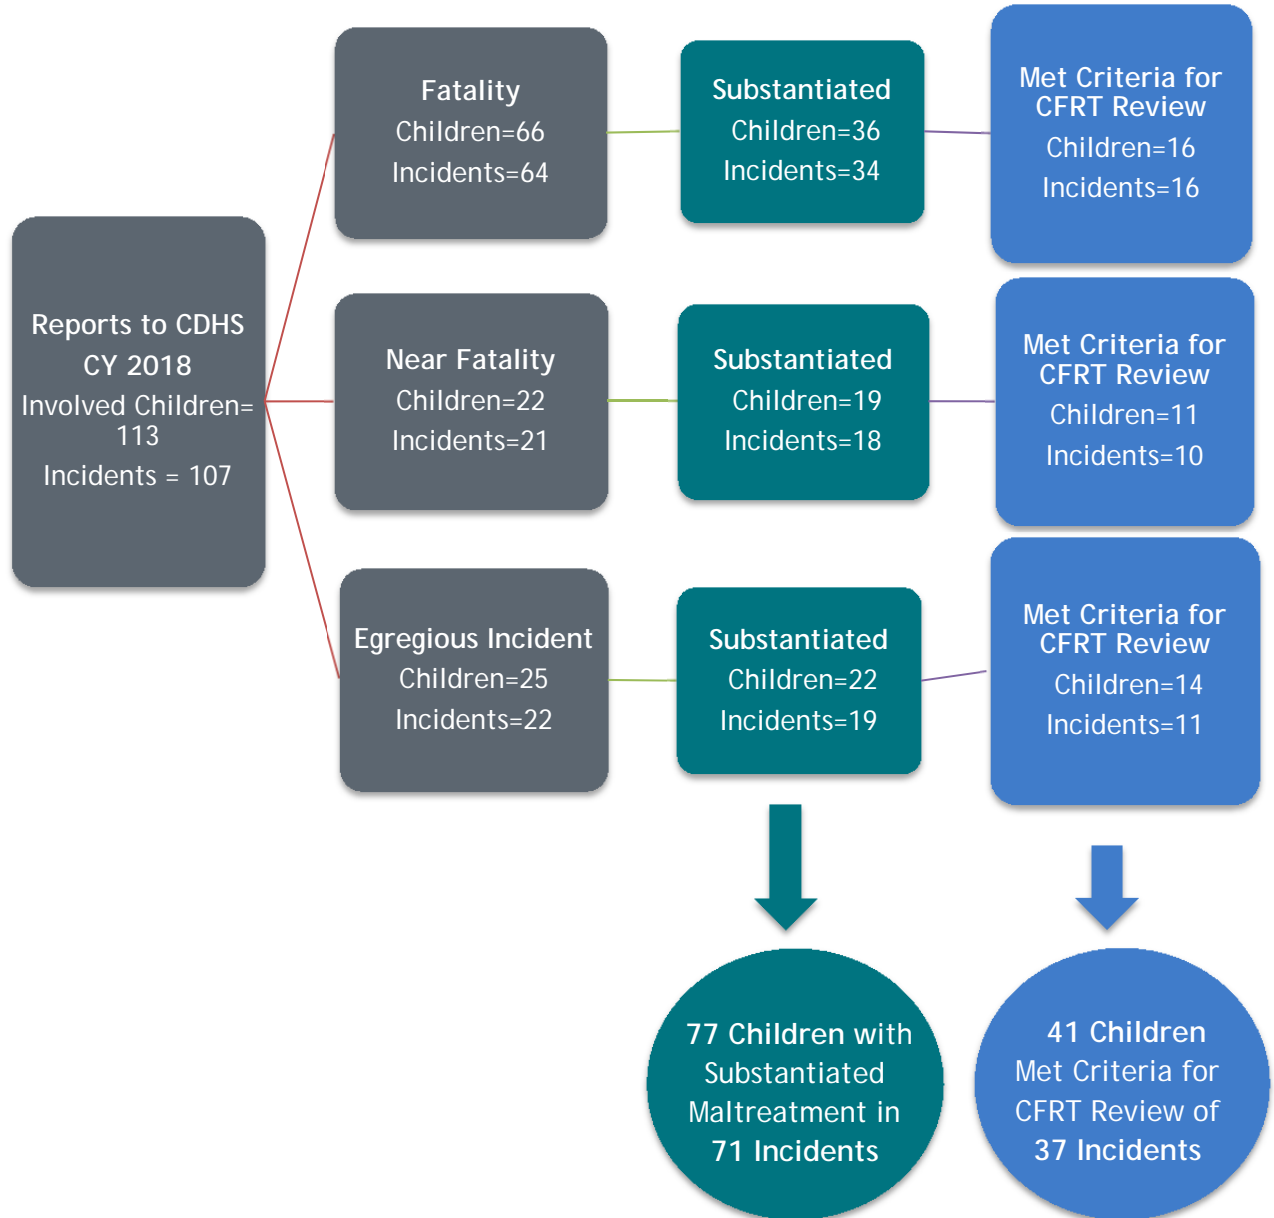 Reports to CDHS
CY 2018
Involved Children=
113
Incidents = 107
Fatality
Children=66
Incidents=64
Substantiated
Children=36
Incidents=34
Met Criteria for
CFRT Review
Children=16
Incidents=16
Near Fatality
Children=22
Incidents=21
Substantiated
Children=19
Incidents=18
Met Criteria for
CFRT Review
Children=11
Incidents=10
Egregious Incident
Children=25
Incidents=22
Substantiated
Children=22
Incidents=19
Met Criteria for
CFRT Review
Children=14
Incidents=11
77 Children with
Substantiated
Maltreatment in
71 Incidents
41 Children
Met Criteria for
CFRT Review of
37 Incidents